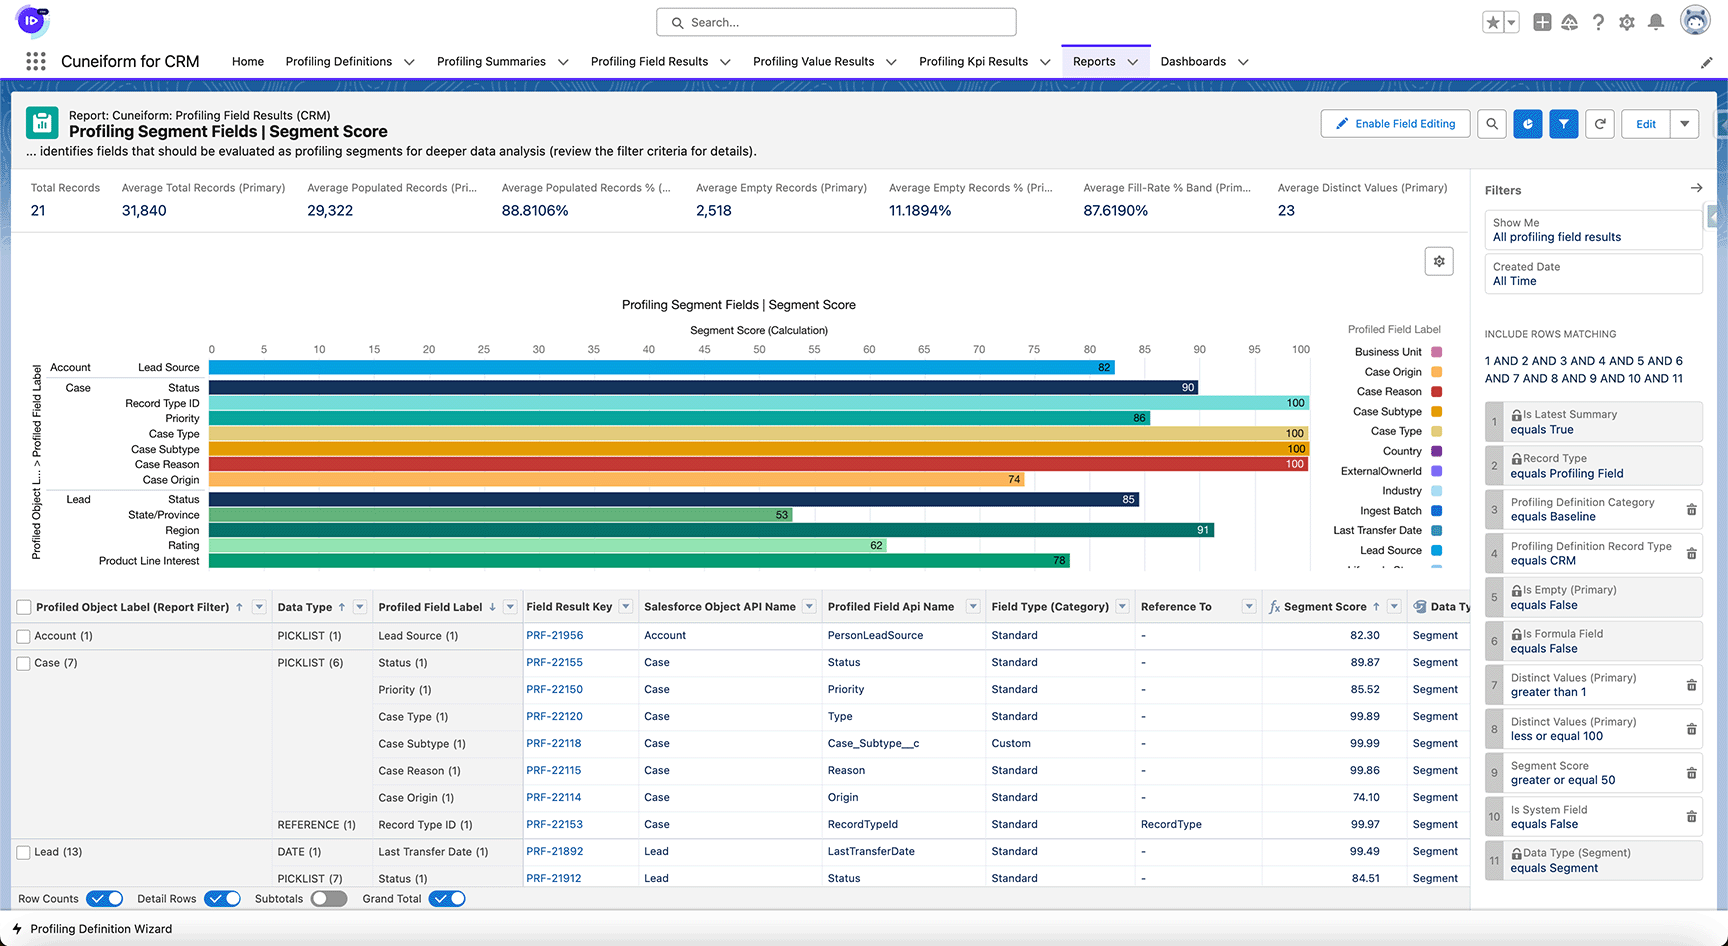 Search...
Cuneiform for CRM
Home
Profiling Definitions
Profiling Summaries
Profiling Field Results
Profiling Value Results
Profiling Kpi Results
Reports
Dashboards
Report: Cuneiform: Profiling Field Results (CRM)
Profiling Segment Fields | Segment Score
... identifies fields that should be evaluated as profiling segments for deeper data analysis (review the filter criteria for details).
Enable Field Editing
Edit
Total Records
21
Average Total Records (Primary)
31,840
Average Populated Records (Pri...
29,322
Average Populated Records % (...
88.8106%
Average Empty Records (Primary)
2,518
Average Empty Records % (Pri...
11.1894%
Average Fill-Rate % Band (Prim...
87.6190%
Average Distinct Values (Primary)
23
Profiling Segment Fields | Segment Score
Segment Score (Calculation)
0 5 10 15 20 25 30 35 40 45 50 55 60 65 70 75 80 85 90 95 100
Profiled Object L... > Profiled Field Label
Account Lead Source 82
Case Status 90
Record Type ID 100
Priority 86
Case Type 100
Case Subtype 100
Case Reason 100
Case Origin 74
Lead Status 85
State/Province 53
Region 91
Rating 62
Product Line Interest 78
Profiled Field Label
Business Unit
Case Origin
Case Reason
Case Subtype
Case Type
Country
ExternalOwnerId
Industry
Ingest Batch
Last Transfer Date
Lead Source
Profiled Object Label (Report Filter) Data Type Profiled Field Label Field Result Key Salesforce Object API Name Profiled Field Api Name Field Type (Category) Reference To fx Segment Score Data Ty
Account (1) PICKLIST (1) Lead Source (1) PRF-21956 Account PersonLeadSource Standard - 82.30 Segment
Case (7) PICKLIST (6) Status (1) PRF-22155 Case Status Standard - 89.87 Segment
Priority (1) PRF-22150 Case Priority Standard - 85.52 Segment
Case Type (1) PRF-22120 Case Type Standard - 99.89 Segment
Case Subtype (1) PRF-22118 Case Case_Subtype__c Custom - 99.99 Segment
Case Reason (1) PRF-22115 Case Reason Standard - 99.86 Segment
Case Origin (1) PRF-22114 Case Origin Standard - 74.10 Segment
REFERENCE (1) Record Type ID (1) PRF-22153 Case RecordTypeId Standard RecordType 99.97 Segment
Lead (13) DATE (1) Last Transfer Date (1) PRF-21892 Lead LastTransferDate Standard - 99.49 Segment
PICKLIST (7) Status (1) PRF-21912 Lead Status Standard - 84.51 Segment
Row Counts
Detail Rows
Subtotals
Grand Total
Filters
Show Me
All profiling field results
Created Date
All Time
INCLUDE ROWS MATCHING
1 AND 2 AND 3 AND 4 AND 5 AND 6
AND 7 AND 8 AND 9 AND 10 AND 11
1 Is Latest Summary
equals True
2 Record Type
equals Profiling Field
3 Profiling Definition Category
equals Baseline
4 Profiling Definition Record Type
equals CRM
5 Is Empty (Primary)
equals False
6 Is Formula Field
equals False
7 Distinct Values (Primary)
greater than 1
8 Distinct Values (Primary)
less or equal 100
9 Segment Score
greater or equal 50
10 Is System Field
equals False
11 Data Type (Segment)
equals Segment
Profiling Definition Wizard